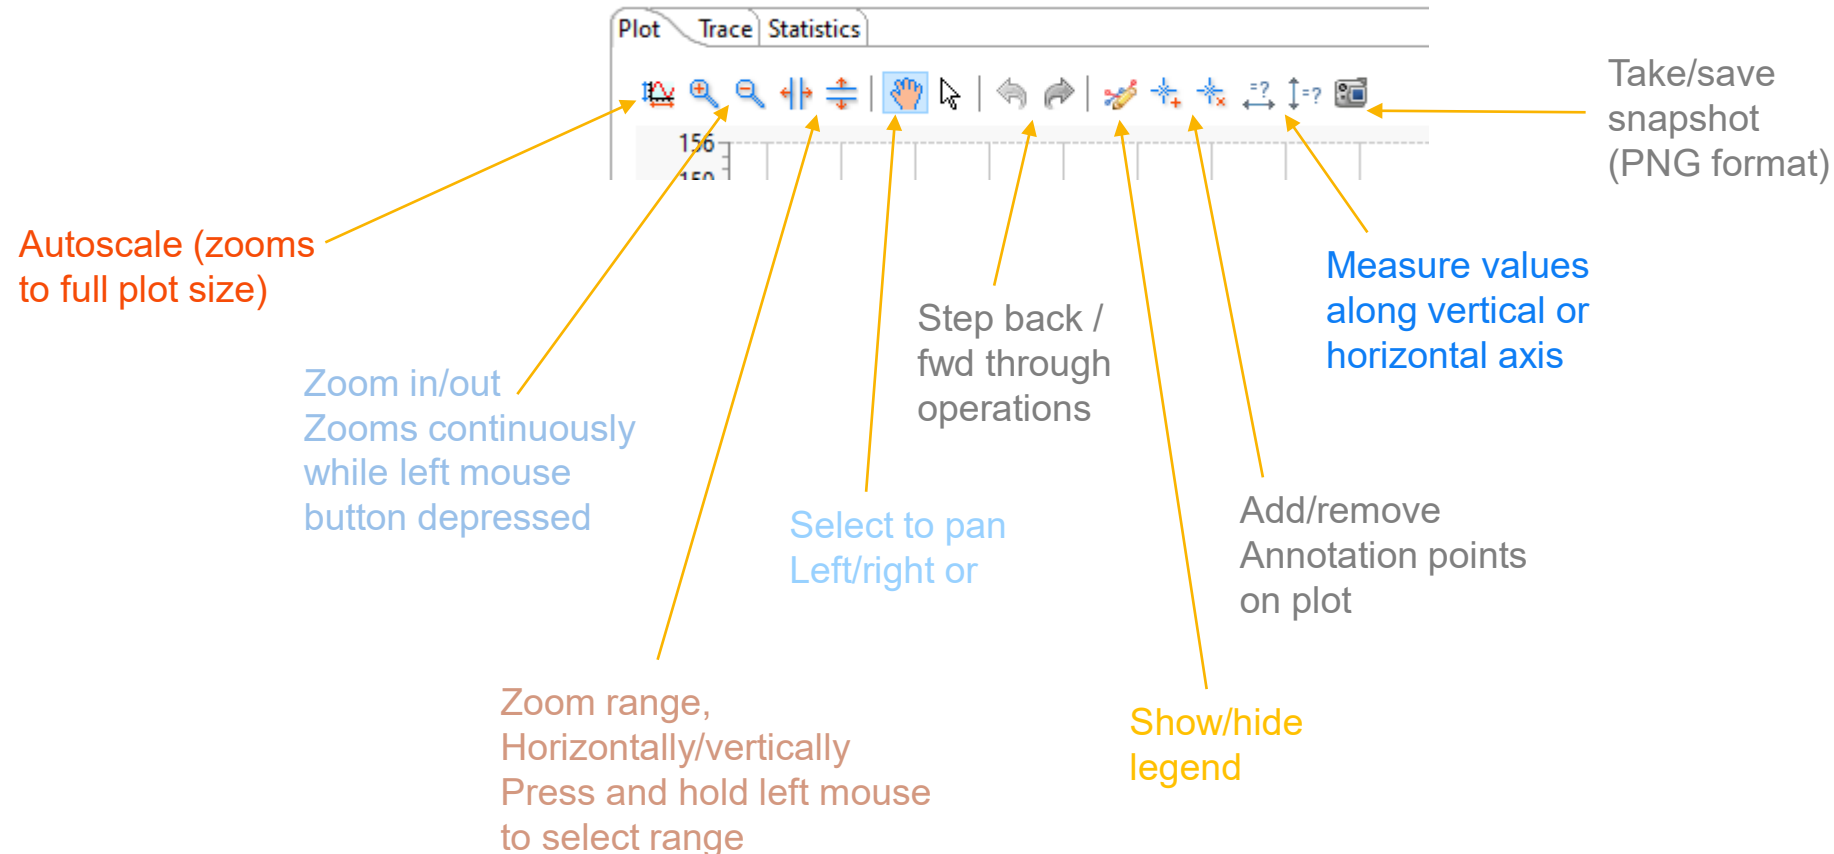 Plot Trace Statistics
=? =?
156
150
Take/save
snapshot
(PNG format)
Autoscale (zooms
to full plot size)
Measure values
along vertical or
horizontal axis
Step back /
fwd through
operations
Zoom in/out
Zooms continuously
while left mouse
button depressed
Select to pan
Left/right or
Add/remove
Annotation points
on plot
Zoom range,
Horizontally/vertically
Press and hold left mouse
to select range
Show/hide
legend